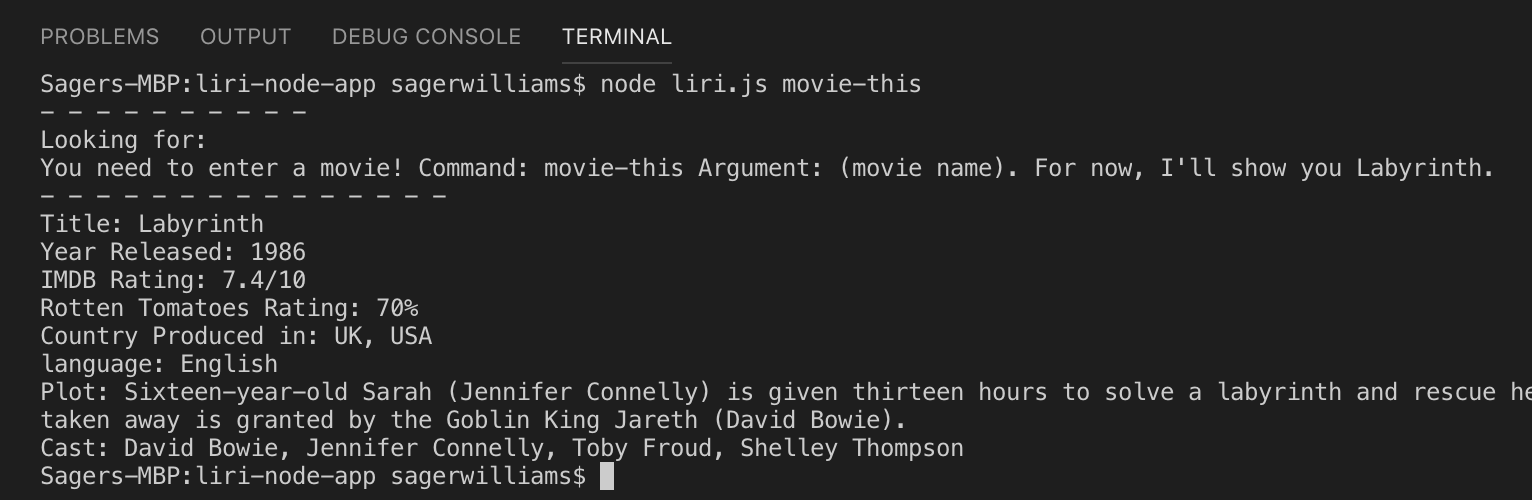 PROBLEMS OUTPUT DEBUG CONSOLE TERMINAL
Sagers-MBP:liri-node-app sagerwilliams$ node liri.js movie-this
- - - - - - - - - -
Looking for:
You need to enter a movie! Command: movie-this Argument: (movie name). For now, I'll show you Labyrinth.
- - - - - - - - - - - - - - -
Title: Labyrinth
Year Released: 1986
IMDB Rating: 7.4/10
Rotten Tomatoes Rating: 70%
Country Produced in: UK, USA
language: English
Plot: Sixteen-year-old Sarah (Jennifer Connelly) is given thirteen hours to solve a labyrinth and rescue
taken away is granted by the Goblin King Jareth (David Bowie).
Cast: David Bowie, Jennifer Connelly, Toby Froud, Shelley Thompson
Sagers-MBP:liri-node-app sagerwilliams$